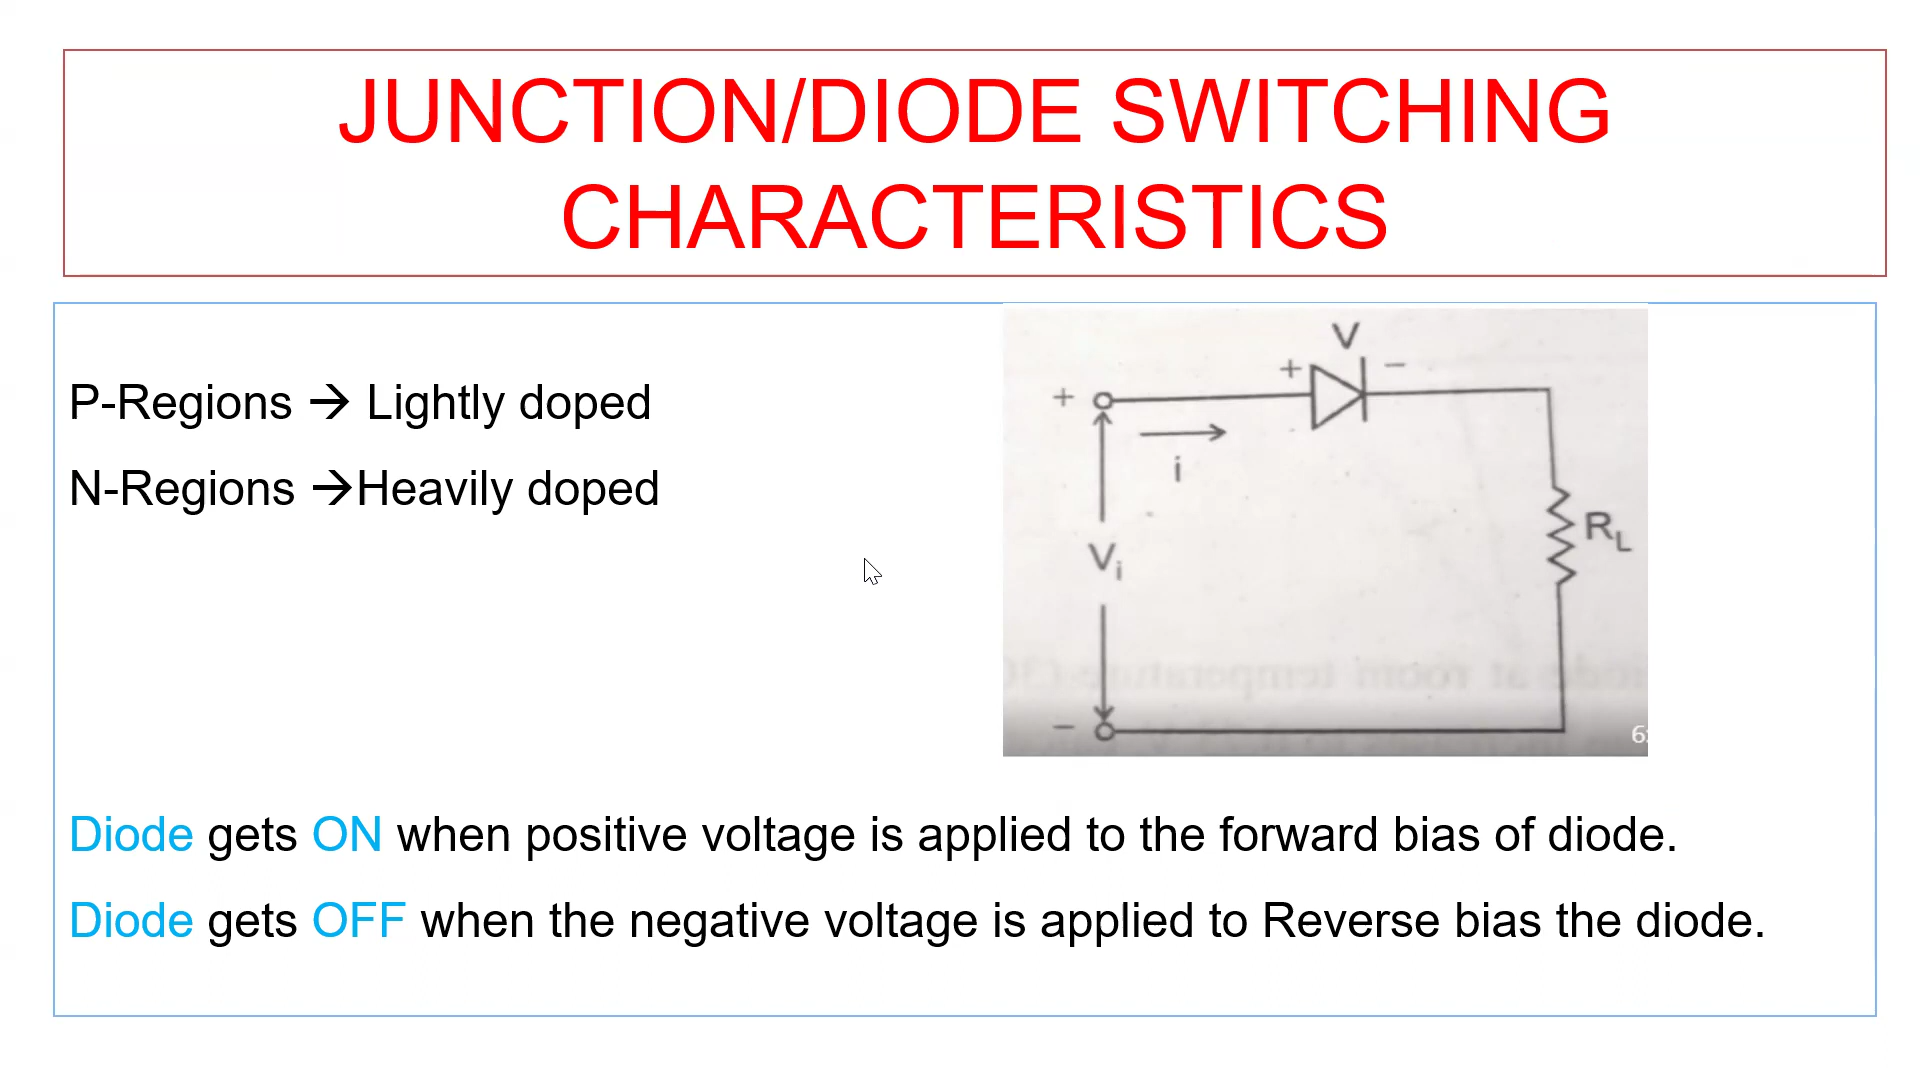 JUNCTION/DIODE SWITCHING
CHARACTERISTICS
P-Regions → Lightly doped
N-Regions →Heavily doped
V
+ −
+
i
Vi
RL
−
Diode gets ON when positive voltage is applied to the forward bias of diode.
Diode gets OFF when the negative voltage is applied to Reverse bias the diode.